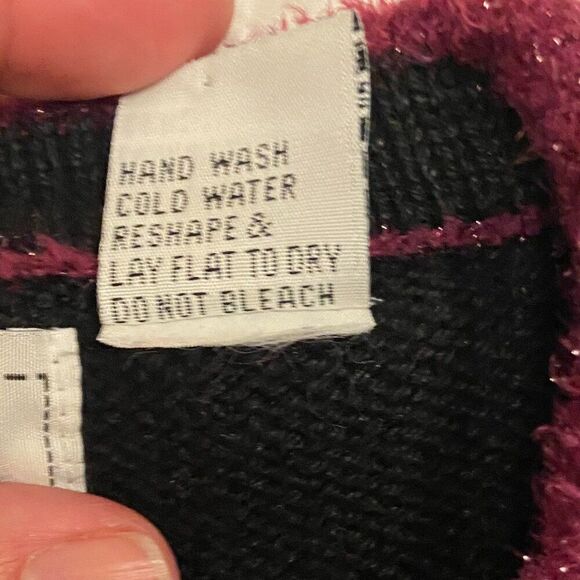 HAND WASH
COLD WATER
RESHAPE &
LAY FLAT TO DRY
DO NOT BLEACH